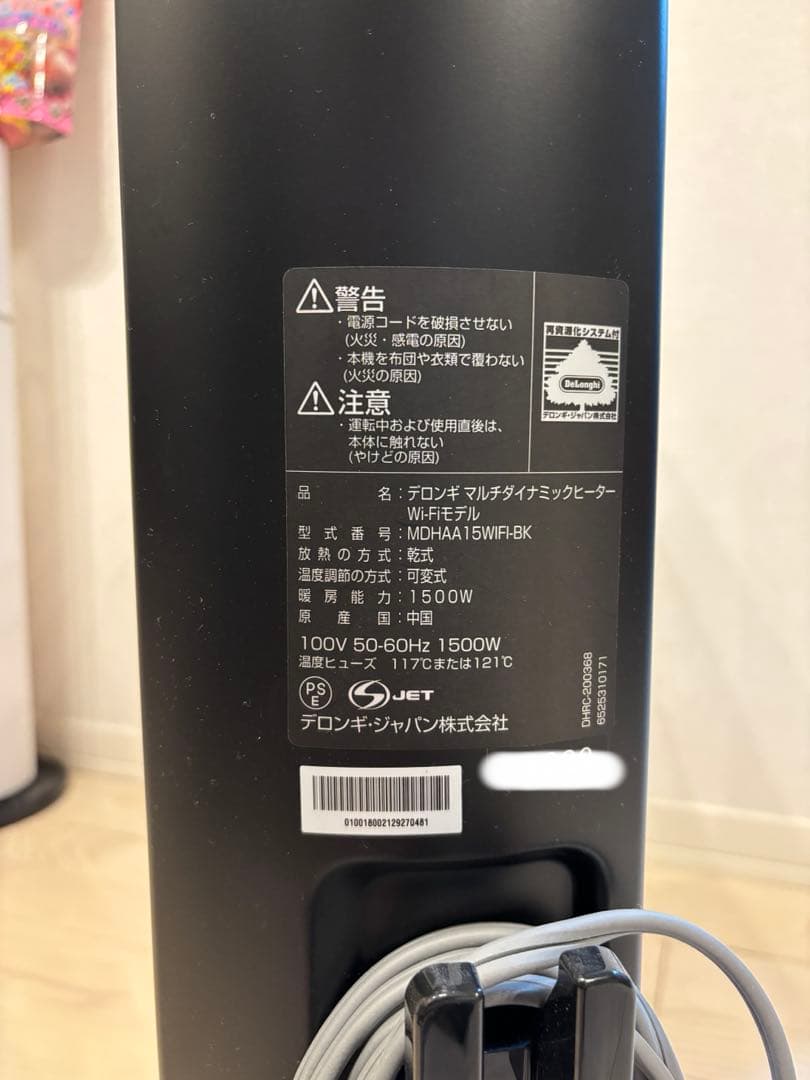 警告
・電源コードを破損させない
(火災・感電の原因)
・本機を布団や衣類で覆わない
(火災の原因)
注意
・運転中および使用直後は、
本体に触れない
(やけどの原因)
再資源化システム付
DeLonghi
デロンギ・ジャパン株式会社
品 名：デロンギ マルチダイナミックヒーター
Wi-Fiモデル
型式番号：MDHAA15WIFI-BK
放熱の方式：乾式
温度調節の方式：可変式
暖房能力：1500W
原産国：中国
100V 50-60Hz 1500W
温度ヒューズ 117℃または121℃
PS
E
S JET
デロンギ・ジャパン株式会社
DHRC-200368
6525310171
010018002129270481